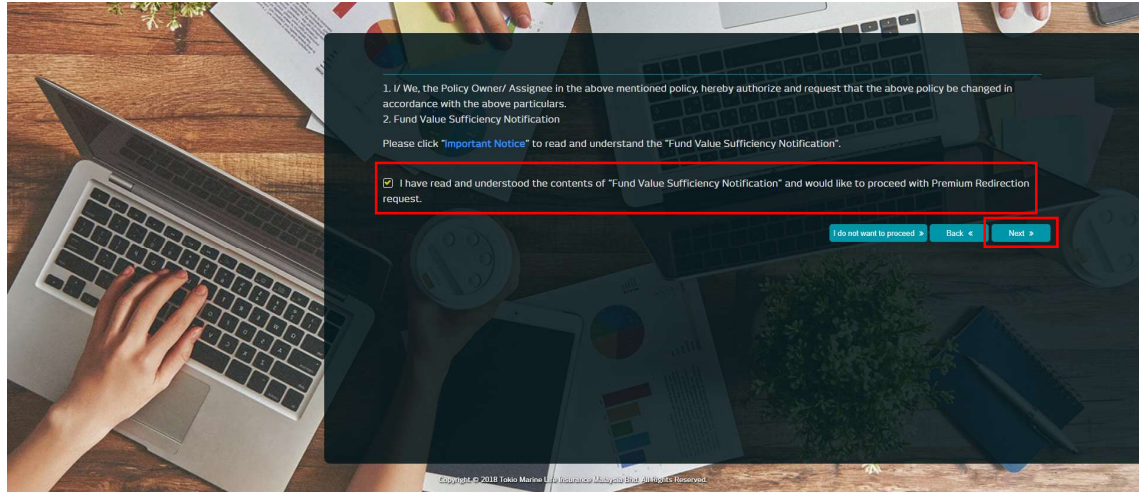 1. I/ We, the Policy Owner/ Assignee in the above mentioned policy, hereby authorize and request that the above policy be changed in
accordance with the above particulars.
2. Fund Value Sufficiency Notification
Please click "Important Notice" to read and understand the "Fund Value Sufficiency Notification".
I have read and understood the contents of "Fund Value Sufficiency Notification" and would like to proceed with Premium Redirection
request.
I do not want to proceed » Back « Next »
Copyright © 2018 Tokio Marine Life Insurance Malaysia Bhd. All Rights Reserved.